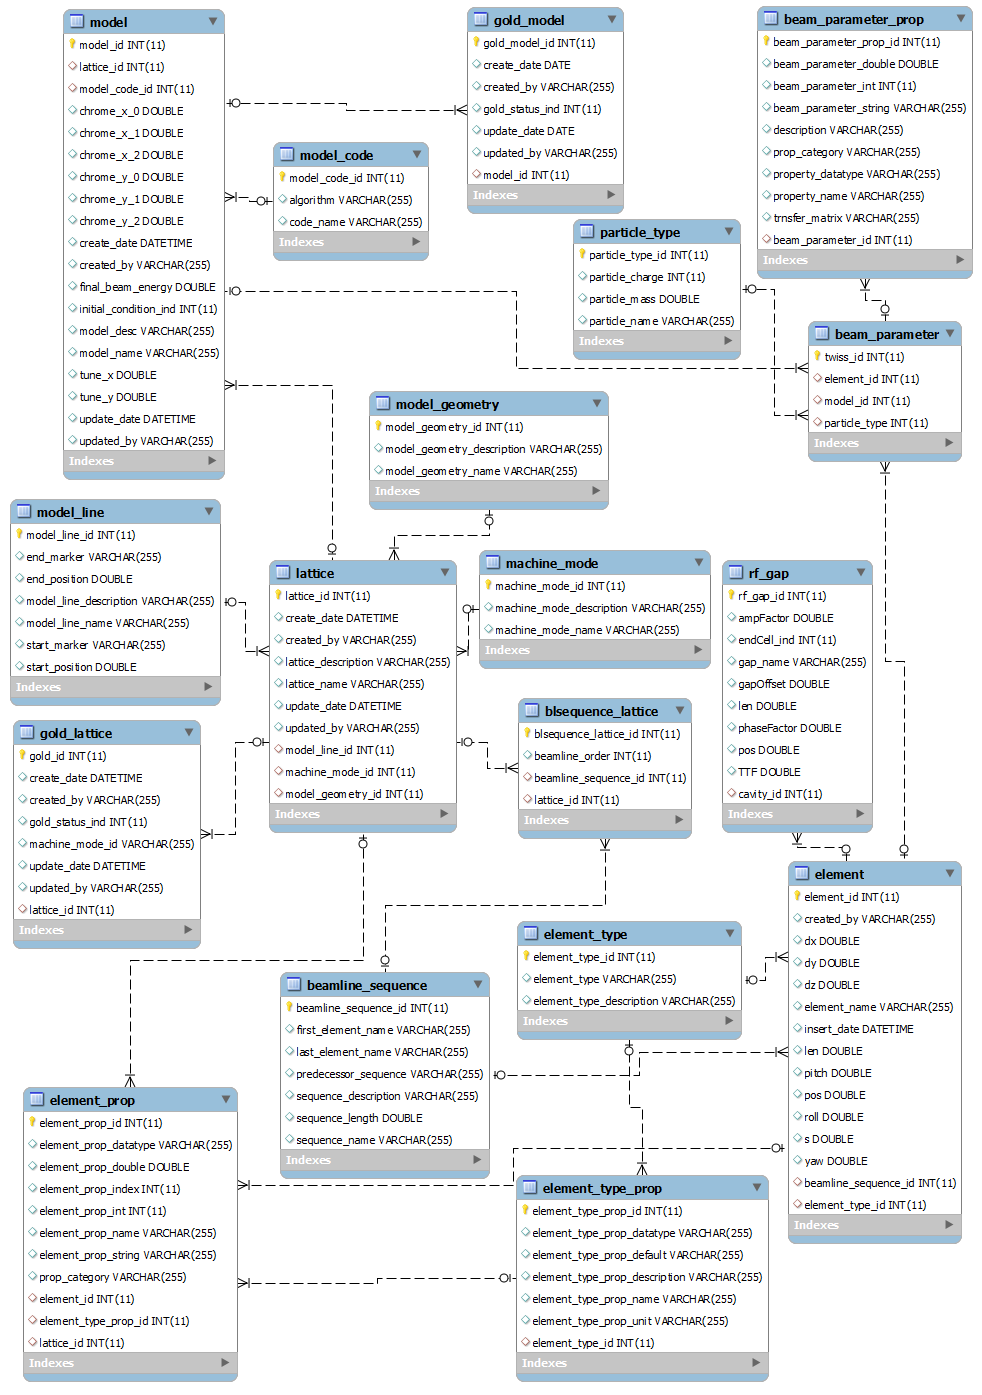 model
model_id INT(11)
lattice_id INT(11)
model_code_id INT(11)
chrome_x_0 DOUBLE
chrome_x_1 DOUBLE
chrome_x_2 DOUBLE
chrome_y_0 DOUBLE
chrome_y_1 DOUBLE
chrome_y_2 DOUBLE
create_date DATETIME
created_by VARCHAR(255)
final_beam_energy DOUBLE
initial_condition_ind INT(11)
model_desc VARCHAR(255)
model_name VARCHAR(255)
tune_x DOUBLE
tune_y DOUBLE
update_date DATETIME
updated_by VARCHAR(255)
Indexes
gold_model
gold_model_id INT(11)
create_date DATE
created_by VARCHAR(255)
gold_status_ind INT(11)
update_date DATE
updated_by VARCHAR(255)
model_id INT(11)
Indexes
beam_parameter_prop
beam_parameter_prop_id INT(11)
beam_parameter_double DOUBLE
beam_parameter_int INT(11)
beam_parameter_string VARCHAR(255)
description VARCHAR(255)
prop_category VARCHAR(255)
property_datatype VARCHAR(255)
property_name VARCHAR(255)
trnsfer_matrix VARCHAR(255)
beam_parameter_id INT(11)
Indexes
model_code
model_code_id INT(11)
algorithm VARCHAR(255)
code_name VARCHAR(255)
Indexes
particle_type
particle_type_id INT(11)
particle_charge INT(11)
particle_mass DOUBLE
particle_name VARCHAR(255)
Indexes
beam_parameter
twiss_id INT(11)
element_id INT(11)
model_id INT(11)
particle_type INT(11)
Indexes
model_geometry
model_geometry_id INT(11)
model_geometry_description VARCHAR(255)
model_geometry_name VARCHAR(255)
Indexes
model_line
model_line_id INT(11)
end_marker VARCHAR(255)
end_position DOUBLE
model_line_description VARCHAR(255)
model_line_name VARCHAR(255)
start_marker VARCHAR(255)
start_position DOUBLE
Indexes
lattice
lattice_id INT(11)
create_date DATETIME
created_by VARCHAR(255)
lattice_description VARCHAR(255)
lattice_name VARCHAR(255)
update_date DATETIME
updated_by VARCHAR(255)
model_line_id INT(11)
machine_mode_id INT(11)
model_geometry_id INT(11)
Indexes
machine_mode
machine_mode_id INT(11)
machine_mode_description VARCHAR(255)
machine_mode_name VARCHAR(255)
Indexes
rf_gap
rf_gap_id INT(11)
ampFactor DOUBLE
endCell_ind INT(11)
gap_name VARCHAR(255)
gapOffset DOUBLE
len DOUBLE
phaseFactor DOUBLE
pos DOUBLE
TTF DOUBLE
cavity_id INT(11)
Indexes
gold_lattice
gold_id INT(11)
create_date DATETIME
created_by VARCHAR(255)
gold_status_ind INT(11)
machine_mode_id VARCHAR(255)
update_date DATETIME
updated_by VARCHAR(255)
lattice_id INT(11)
Indexes
blsequence_lattice
blsequence_lattice_id INT(11)
beamline_order INT(11)
beamline_sequence_id INT(11)
lattice_id INT(11)
Indexes
element
element_id INT(11)
created_by VARCHAR(255)
dx DOUBLE
dy DOUBLE
dz DOUBLE
element_name VARCHAR(255)
insert_date DATETIME
len DOUBLE
pitch DOUBLE
pos DOUBLE
roll DOUBLE
s DOUBLE
yaw DOUBLE
beamline_sequence_id INT(11)
element_type_id INT(11)
Indexes
element_type
element_type_id INT(11)
element_type VARCHAR(255)
element_type_description VARCHAR(255)
Indexes
beamline_sequence
beamline_sequence_id INT(11)
first_element_name VARCHAR(255)
last_element_name VARCHAR(255)
predecessor_sequence VARCHAR(255)
sequence_description VARCHAR(255)
sequence_length DOUBLE
sequence_name VARCHAR(255)
Indexes
element_prop
element_prop_id INT(11)
element_prop_datatype VARCHAR(255)
element_prop_double DOUBLE
element_prop_index INT(11)
element_prop_int INT(11)
element_prop_name VARCHAR(255)
element_prop_string VARCHAR(255)
prop_category VARCHAR(255)
element_id INT(11)
element_type_prop_id INT(11)
lattice_id INT(11)
Indexes
element_type_prop
element_type_prop_id INT(11)
element_type_prop_datatype VARCHAR(255)
element_type_prop_default VARCHAR(255)
element_type_prop_description VARCHAR(255)
element_type_prop_name VARCHAR(255)
element_type_prop_unit VARCHAR(255)
element_type_id INT(11)
Indexes